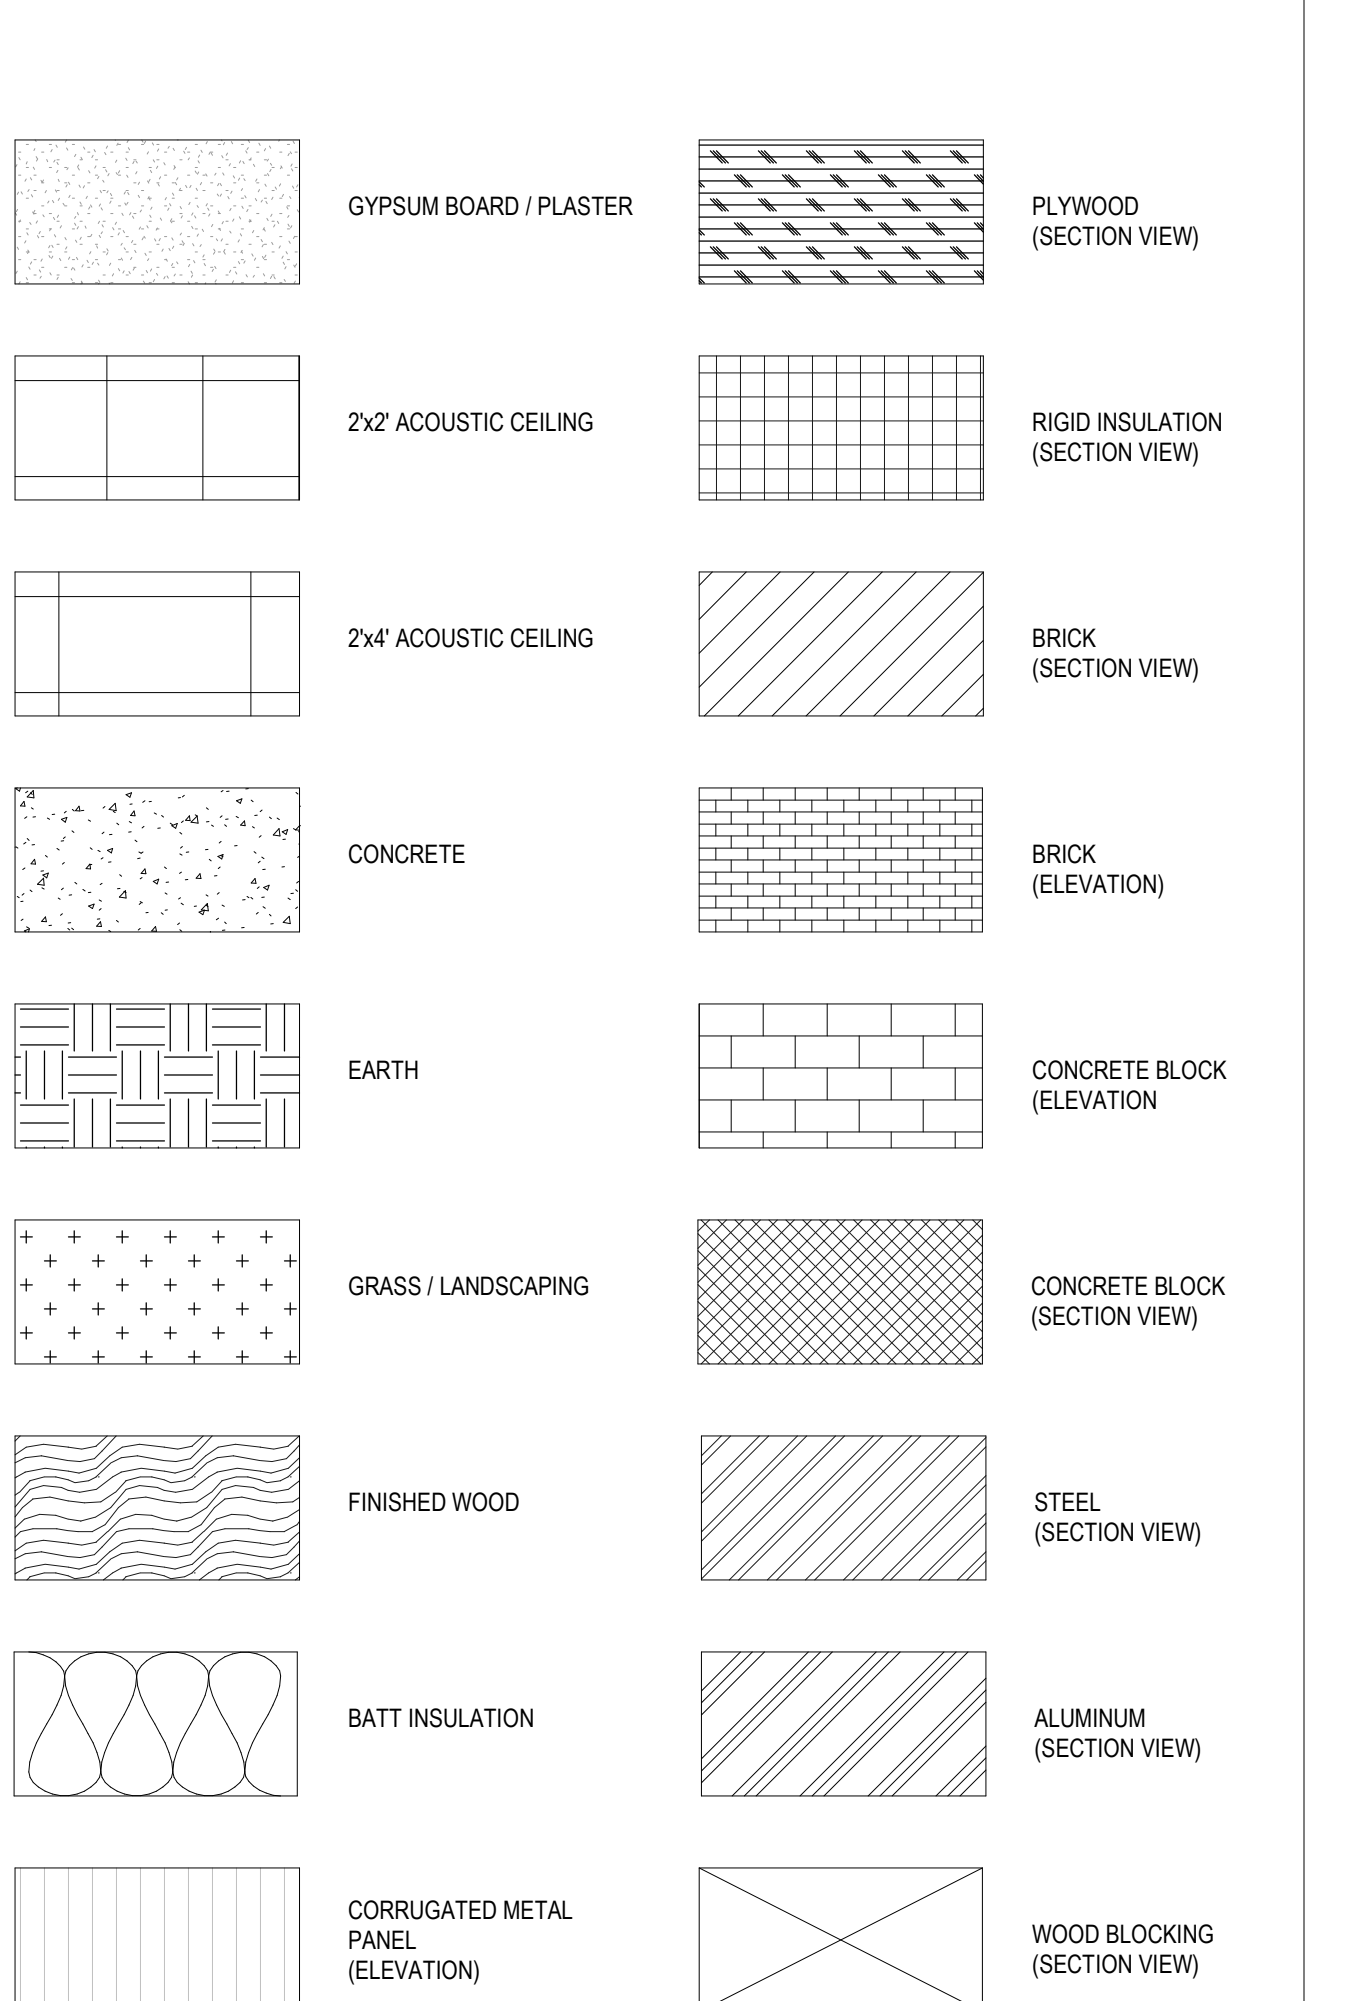 GYPSUM BOARD / PLASTER
PLYWOOD
(SECTION VIEW)
2'x2' ACOUSTIC CEILING
RIGID INSULATION
(SECTION VIEW)
2'x4' ACOUSTIC CEILING
BRICK
(SECTION VIEW)
CONCRETE
BRICK
(ELEVATION)
EARTH
CONCRETE BLOCK
(ELEVATION
GRASS / LANDSCAPING
CONCRETE BLOCK
(SECTION VIEW)
FINISHED WOOD
STEEL
(SECTION VIEW)
BATT INSULATION
ALUMINUM
(SECTION VIEW)
CORRUGATED METAL
PANEL
(ELEVATION)
WOOD BLOCKING
(SECTION VIEW)